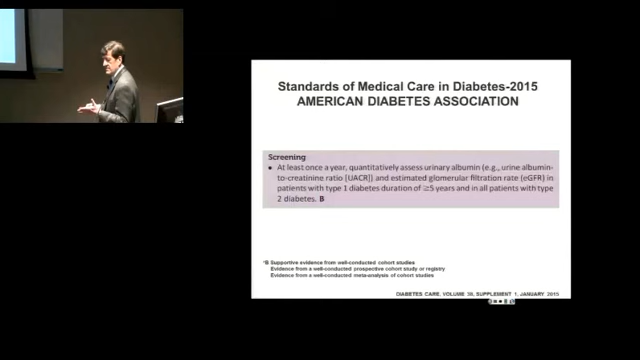 Standards of Medical Care in Diabetes-2015
AMERICAN DIABETES ASSOCIATION
Screening
• At least once a year, quantitatively assess urinary albumin (e.g., urine albumin-
to-creatinine ratio [UACR]) and estimated glomerular filtration rate (eGFR) in
patients with type 1 diabetes duration of ≥5 years and in all patients with type
2 diabetes. B
*B Supportive evidence from well-conducted cohort studies
Evidence from a well-conducted prospective cohort study or registry
Evidence from a well-conducted meta-analysis of cohort studies
DIABETES CARE, VOLUME 38, SUPPLEMENT 1, JANUARY 2015